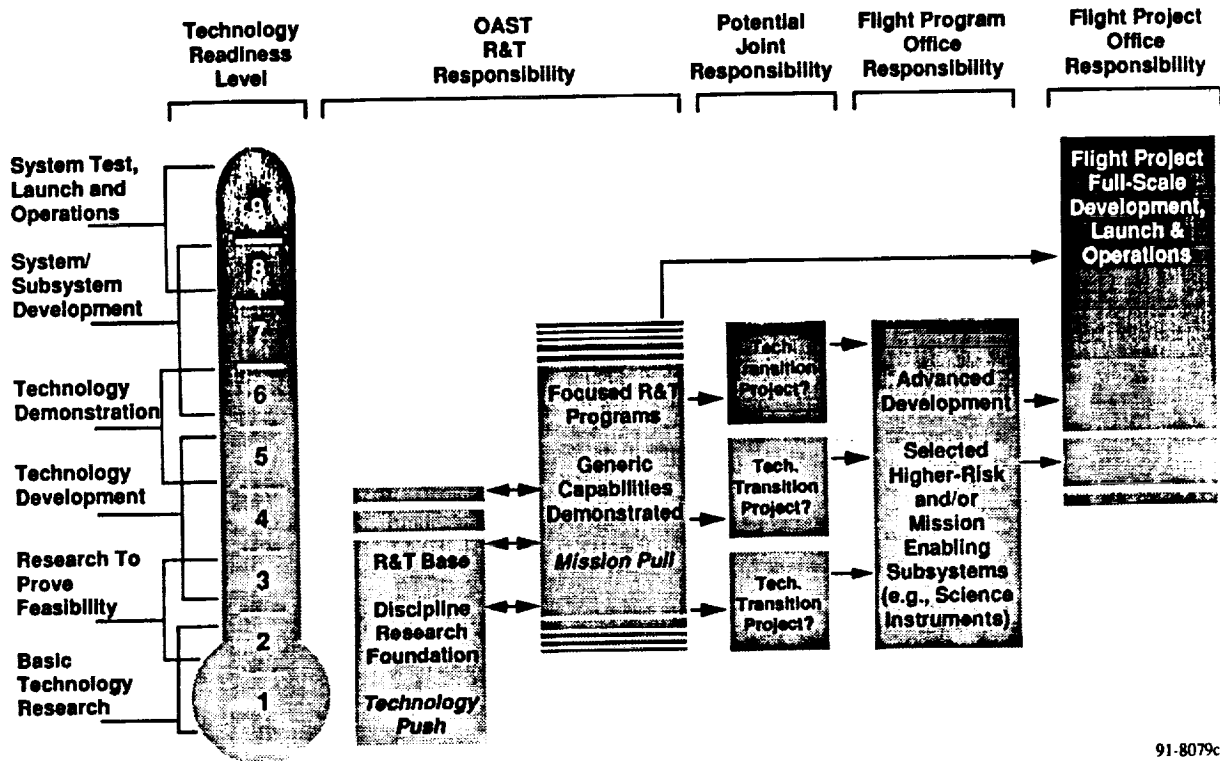 Technology
Readiness
Level
OAST
R&T
Responsibility
Potential
Joint
Responsibility
Flight Program
Office
Responsibility
Flight Project
Office
Responsibility
System Test,
Launch and
Operations
System/
Subsystem
Development
Technology
Demonstration
Technology
Development
Research To
Prove
Feasibility
Basic
Technology
Research
9
8
7
6
5
4
3
2
1
R&T Base
Discipline
Research
Foundation
Technology
Push
Focused R&T
Programs
Generic
Capabilities
Demonstrated
Mission Pull
Tech.
Transition
Project?
Tech.
Transition
Project?
Tech.
Transition
Project?
Advanced
Development
Selected
Higher-Risk
and/or
Mission
Enabling
Subsystems
(e.g., Science
Instruments)
Flight Project
Full-Scale
Development,
Launch &
Operations
91-8079c